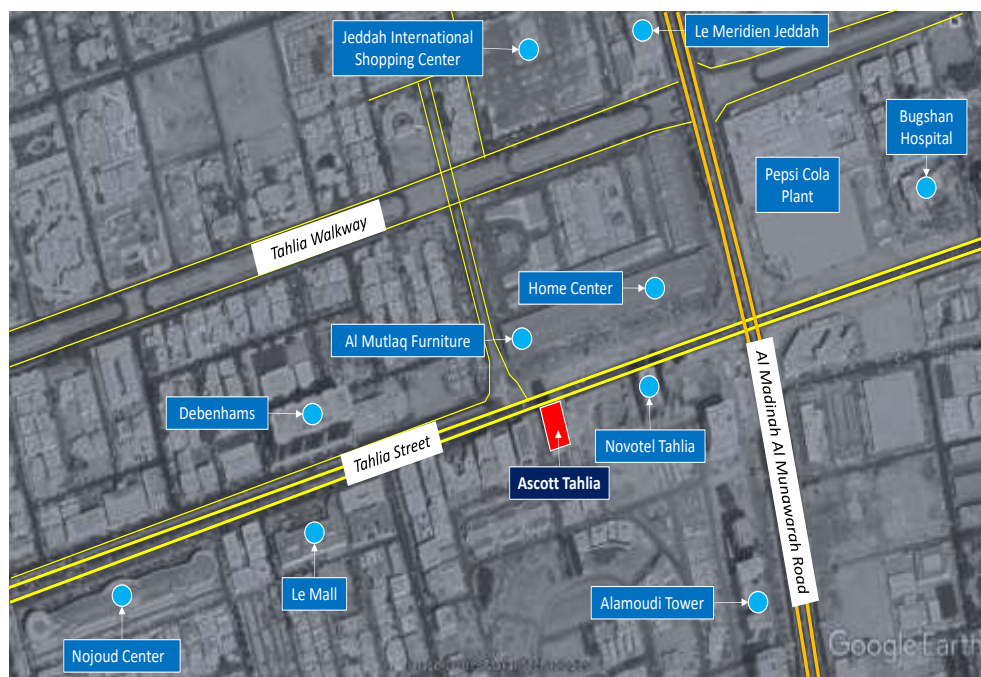 Jeddah International
Shopping Center
Le Meridien Jeddah
Bugshan
Hospital
Pepsi Cola
Plant
Tahlia Walkway
Home Center
Al Mutlaq Furniture
Debenhams
Tahlia Street
Novotel Tahlia
Ascott Tahlia
Al Madinah Al Munawarah Road
Le Mall
Alamoudi Tower
Nojoud Center
Google Earth